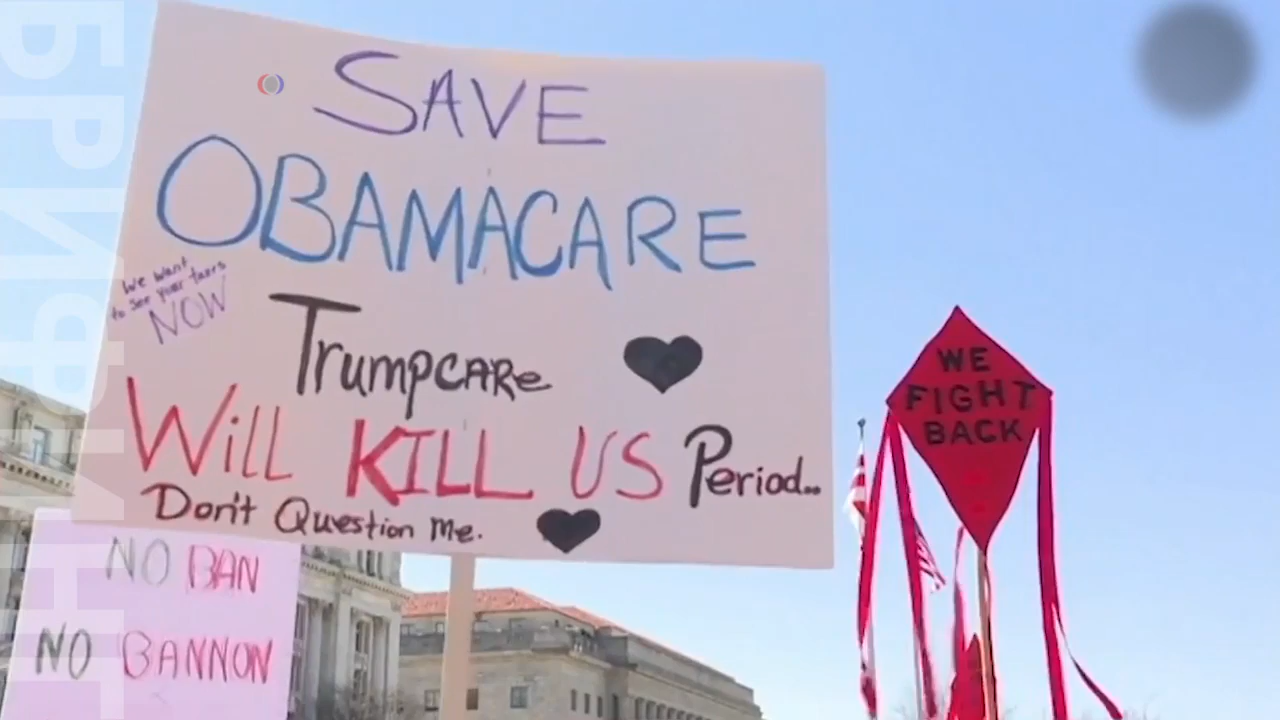 SAVE
OBAMACARE
We want
to see your taxes
NOW
Trumpcare
Will KILL US Period..
Don't Question Me.
NO BAN
NO BANNON
WE
FIGHT
BACK
БРИФИНГ